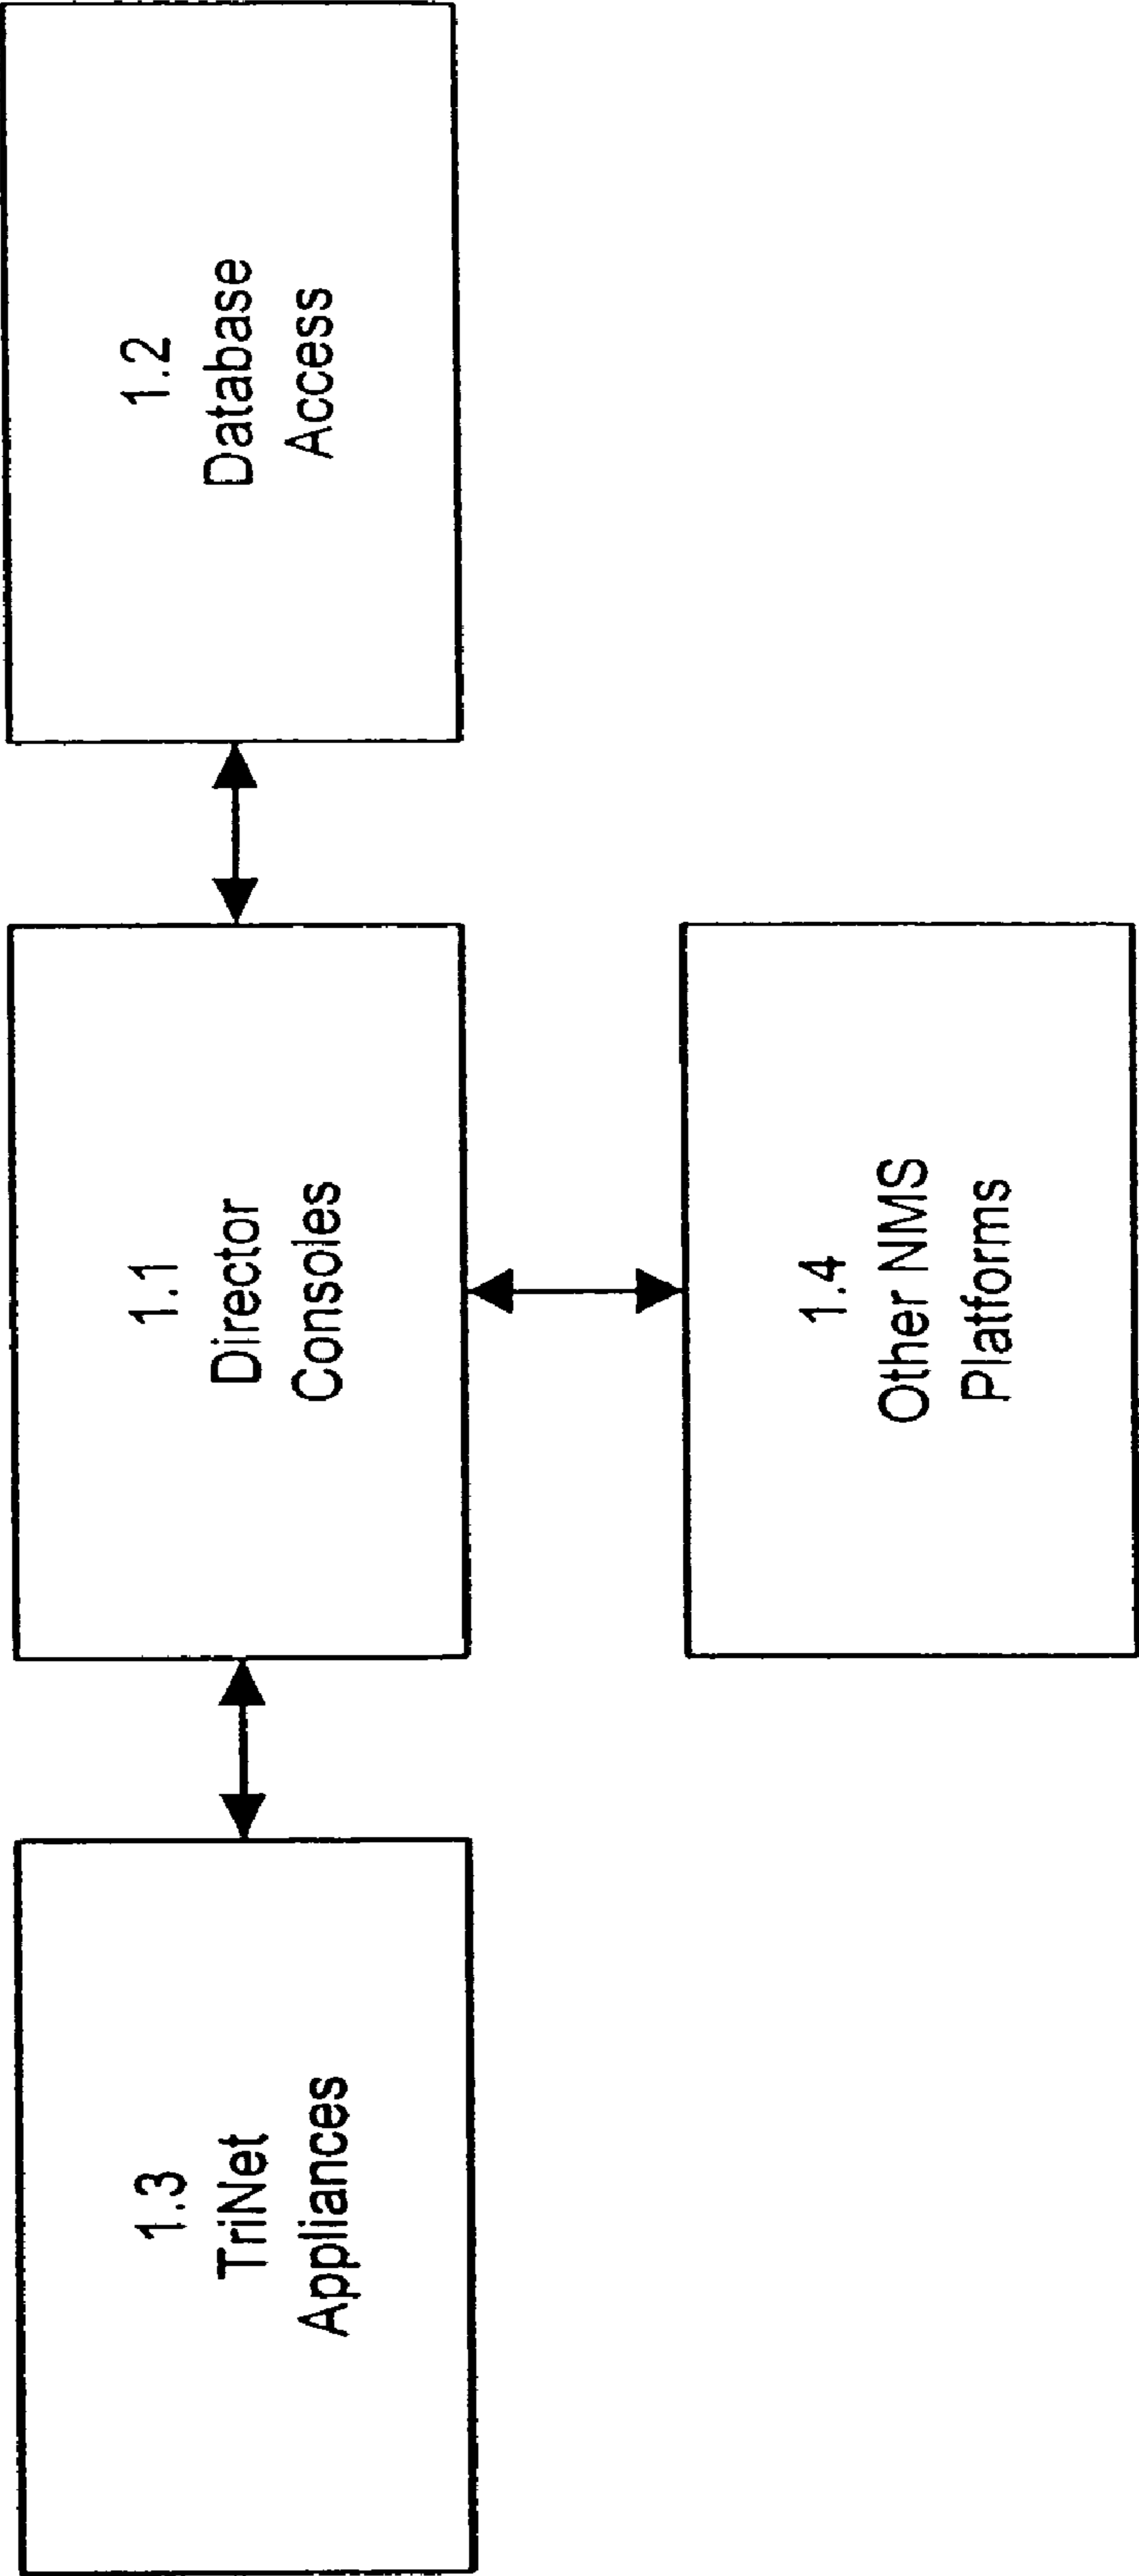 1.3
TriNet
Appliances
1.1
Director
Consoles
1.2
Database
Access
1.4
Other NMS
Platforms